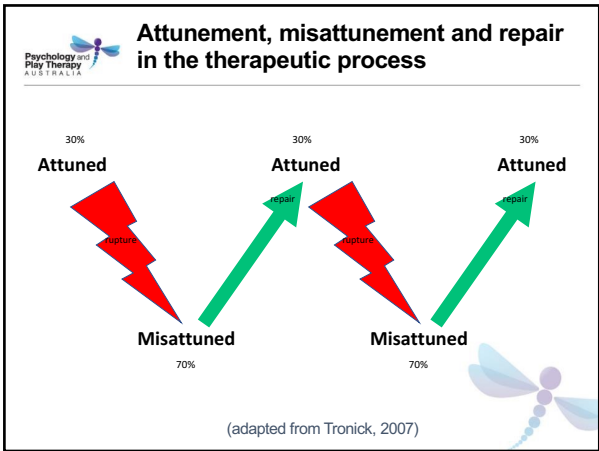 Psychology and
Play Therapy
AUSTRALIA
Attunement, misattunement and repair
in the therapeutic process
30% 30% 30%
Attuned Attuned Attuned
repair repair
rupture rupture
Misattuned Misattuned
70% 70%
(adapted from Tronick, 2007)